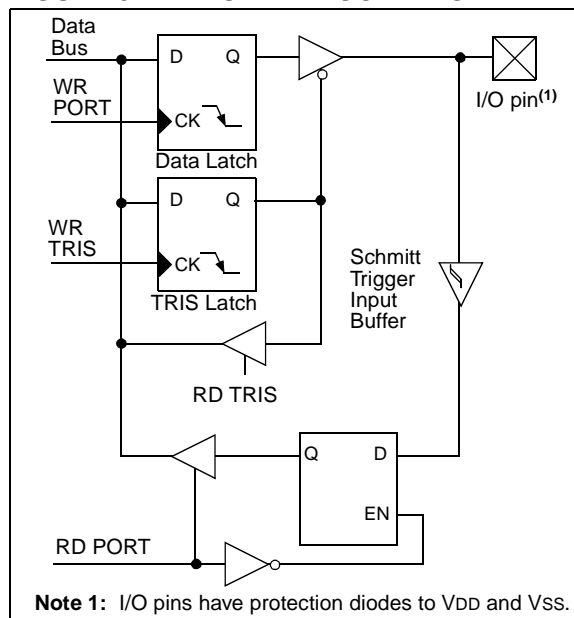 Data
Bus
D Q
WR
PORT
I/O pin(1)
CK
Data Latch
D Q
WR
TRIS
CK
TRIS Latch
Schmitt
Trigger
Input
Buffer
RD TRIS
Q D
EN
RD PORT
Note 1: I/O pins have protection diodes to VDD and VSS.